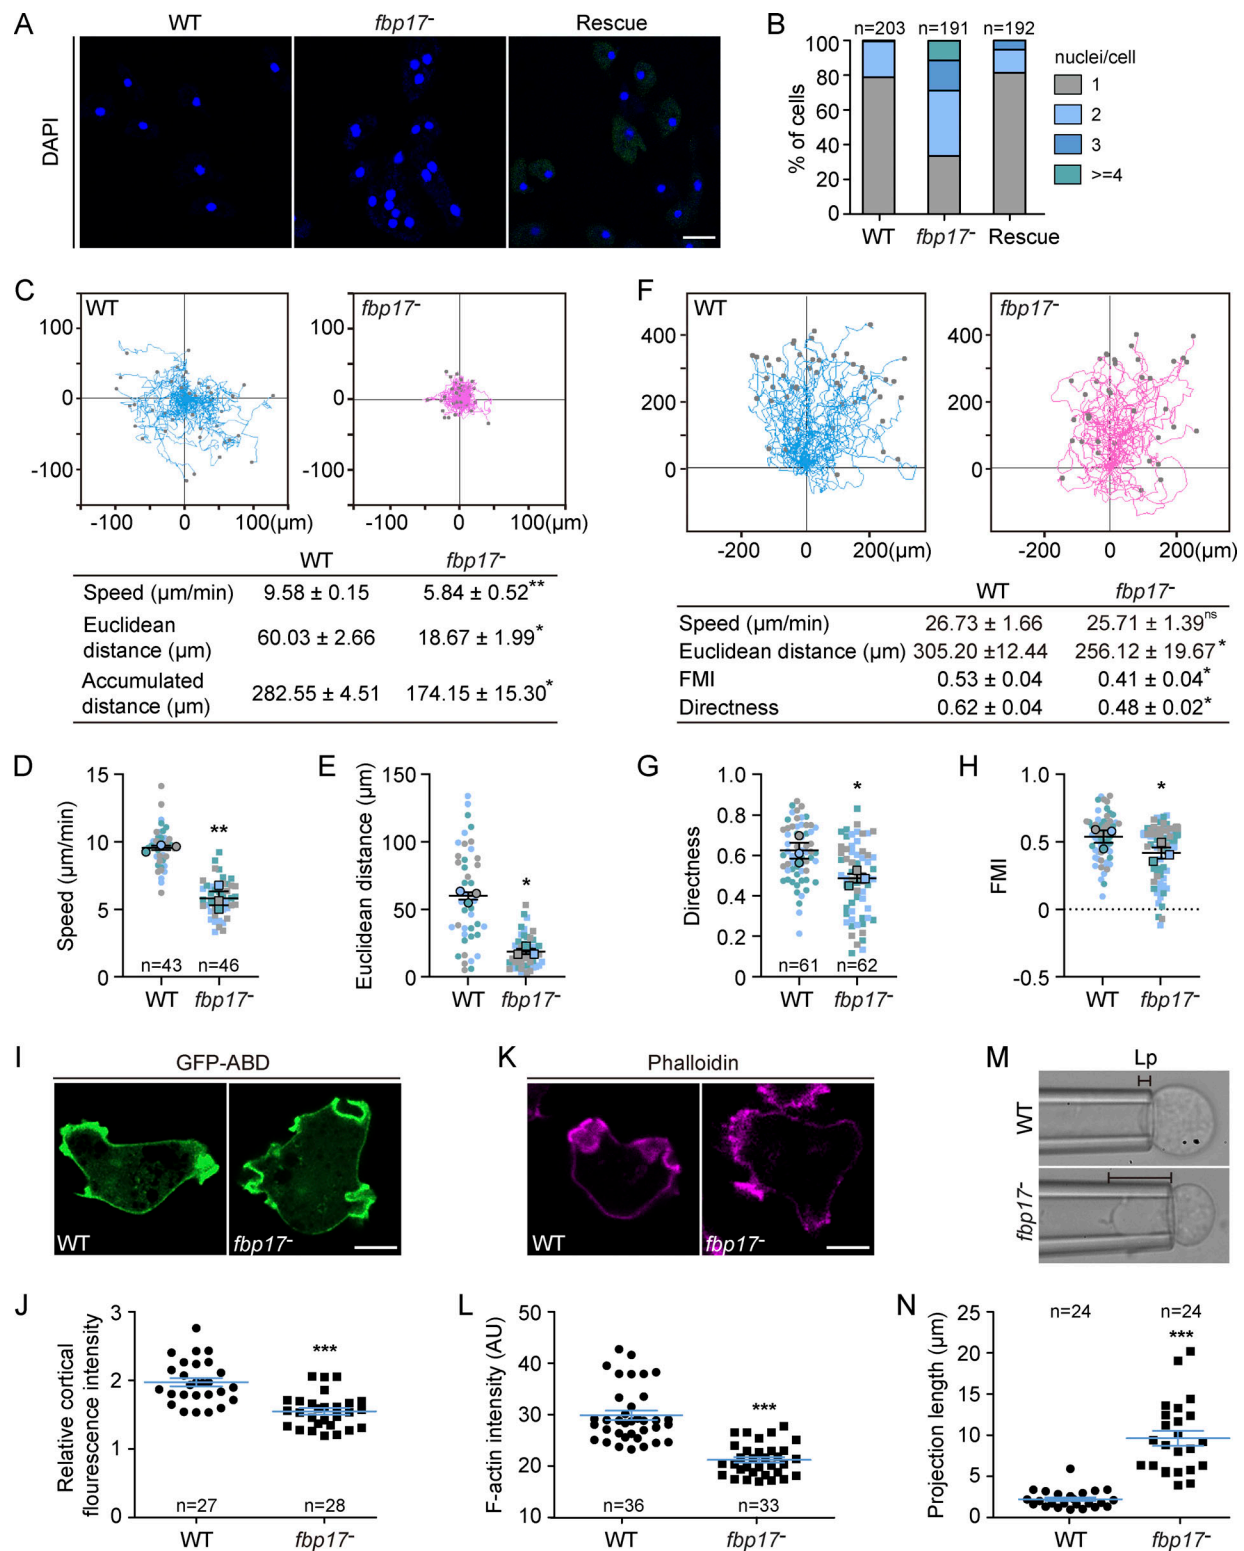 A
WT
fbp17-
Rescue
DAPI
B
n=203
n=191
n=192
% of cells
100
80
60
40
20
0
WT
fbp17-
Rescue
nuclei/cell
1
2
3
>=4
C
WT
100
0
-100
-100
0
100(µm)
fbp17-
100
0
-100
-100
0
100(µm)
WT
fbp17-
Speed (µm/min) 9.58 ± 0.15 5.84 ± 0.52**
Euclidean
distance (µm) 60.03 ± 2.66 18.67 ± 1.99*
Accumulated
distance (µm) 282.55 ± 4.51 174.15 ± 15.30*
F
WT
400
200
0
-200
0
200(µm)
fbp17-
400
200
0
-200
0
200(µm)
WT
fbp17-
Speed (µm/min) 26.73 ± 1.66 25.71 ± 1.39ns
Euclidean distance (µm) 305.20 ±12.44 256.12 ± 19.67*
FMI 0.53 ± 0.04 0.41 ± 0.04*
Directness 0.62 ± 0.04 0.48 ± 0.02*
D
Speed (µm/min)
15
10
5
0
**
n=43
n=46
WT
fbp17-
E
Euclidean distance (µm)
150
100
50
0
*
WT
fbp17-
G
Directness
1.0
0.8
0.6
0.4
0.2
0
*
n=61
n=62
WT
fbp17-
H
FMI
1.0
0.5
0
-0.5
*
WT
fbp17-
I
GFP-ABD
WT
fbp17-
K
Phalloidin
WT
fbp17-
M
Lp
WT
fbp17-
J
Relative cortical
flourescence intensity
3
2
1
0
***
n=27
n=28
WT
fbp17-
L
F-actin intensity (AU)
50
40
30
20
10
***
n=36
n=33
WT
fbp17-
N
Projection length (µm)
25
20
15
10
5
0
n=24
n=24
***
WT
fbp17-